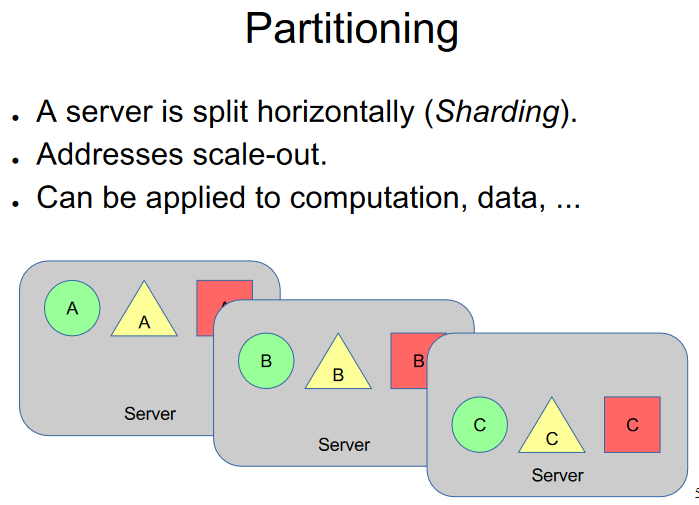 Partitioning
● A server is split horizontally (Sharding).
● Addresses scale-out.
● Can be applied to computation, data, ...
A A A
Server
B B B
Server
C C C
Server
5